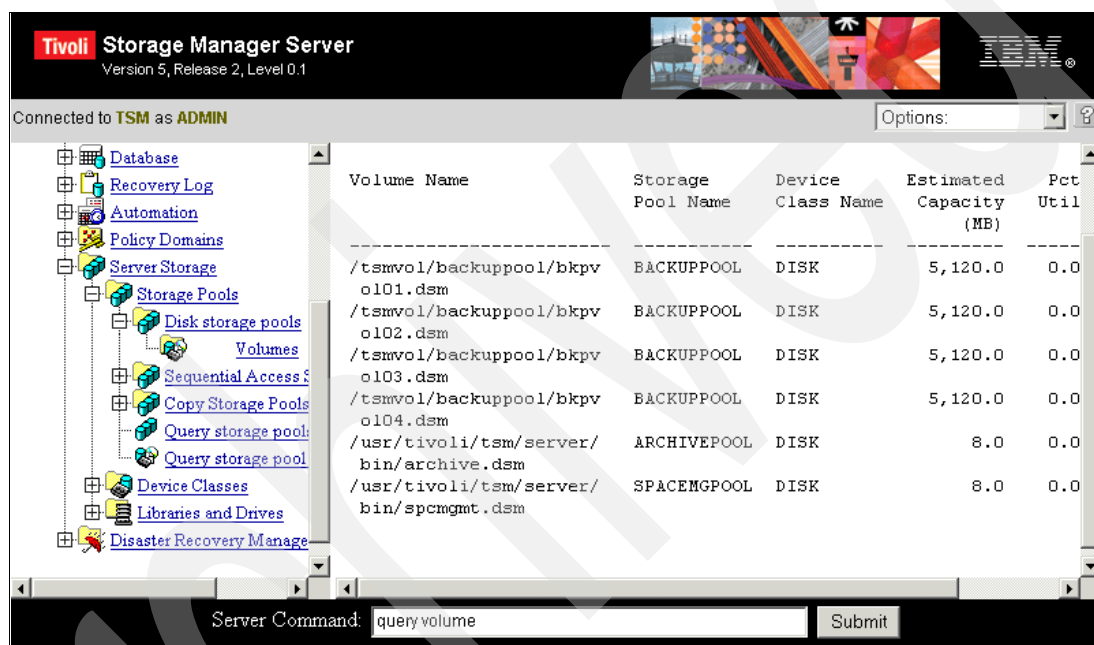 Tivoli Storage Manager Server
Version 5, Release 2, Level 0.1
IBM®
Connected to TSM as ADMIN
Options:
?
Database
Recovery Log
Automation
Policy Domains
Server Storage
Storage Pools
Disk storage pools
Volumes
Sequential Access S
Copy Storage Pools
Query storage pools
Query storage pool
Device Classes
Libraries and Drives
Disaster Recovery Manage
Volume Name Storage Device Estimated Pct
Pool Name Class Name Capacity Util
(MB)
------------------------ ----------- ---------- --------- -----
/tsmvol/backuppool/bkpv BACKUPPOOL DISK 5,120.0 0.0
ol01.dsm
/tsmvol/backuppool/bkpv BACKUPPOOL DISK 5,120.0 0.0
ol02.dsm
/tsmvol/backuppool/bkpv BACKUPPOOL DISK 5,120.0 0.0
ol03.dsm
/tsmvol/backuppool/bkpv BACKUPPOOL DISK 5,120.0 0.0
ol04.dsm
/usr/tivoli/tsm/server/ ARCHIVEPOOL DISK 8.0 0.0
bin/archive.dsm
/usr/tivoli/tsm/server/ SPACEMGPOOL DISK 8.0 0.0
bin/spcmgmt.dsm
Server Command: query volume Submit